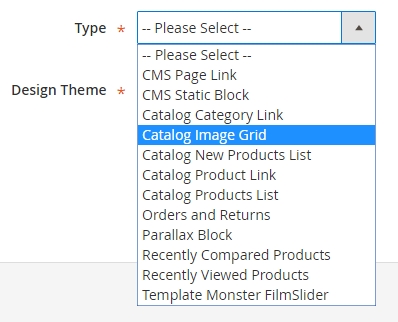 Type * -- Please Select --
-- Please Select --
CMS Page Link
Design Theme * CMS Static Block
Catalog Category Link
Catalog Image Grid
Catalog New Products List
Catalog Product Link
Catalog Products List
Orders and Returns
Parallax Block
Recently Compared Products
Recently Viewed Products
Template Monster FilmSlider